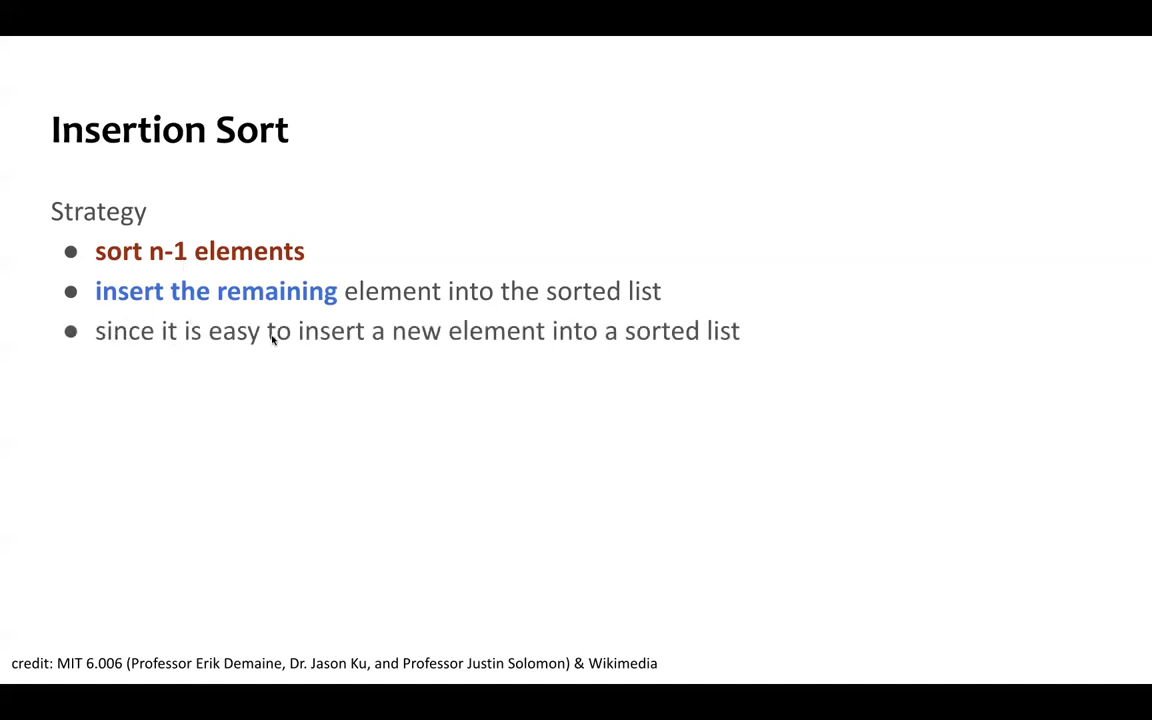 Insertion Sort
Strategy
● sort n-1 elements
● insert the remaining element into the sorted list
● since it is easy to insert a new element into a sorted list
credit: MIT 6.006 (Professor Erik Demaine, Dr. Jason Ku, and Professor Justin Solomon) & Wikimedia